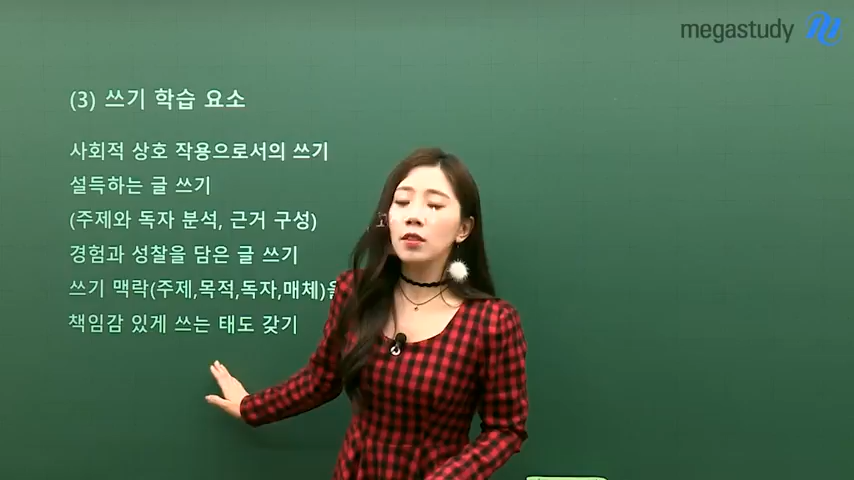 megastudy
(3) 쓰기 학습 요소
사회적 상호 작용으로서의 쓰기
설득하는 글 쓰기
(주제와 독자 분석, 근거 구성)
경험과 성찰을 담은 글 쓰기
쓰기 맥락(주제,목적,독자,매체)을
책임감 있게 쓰는 태도 갖기